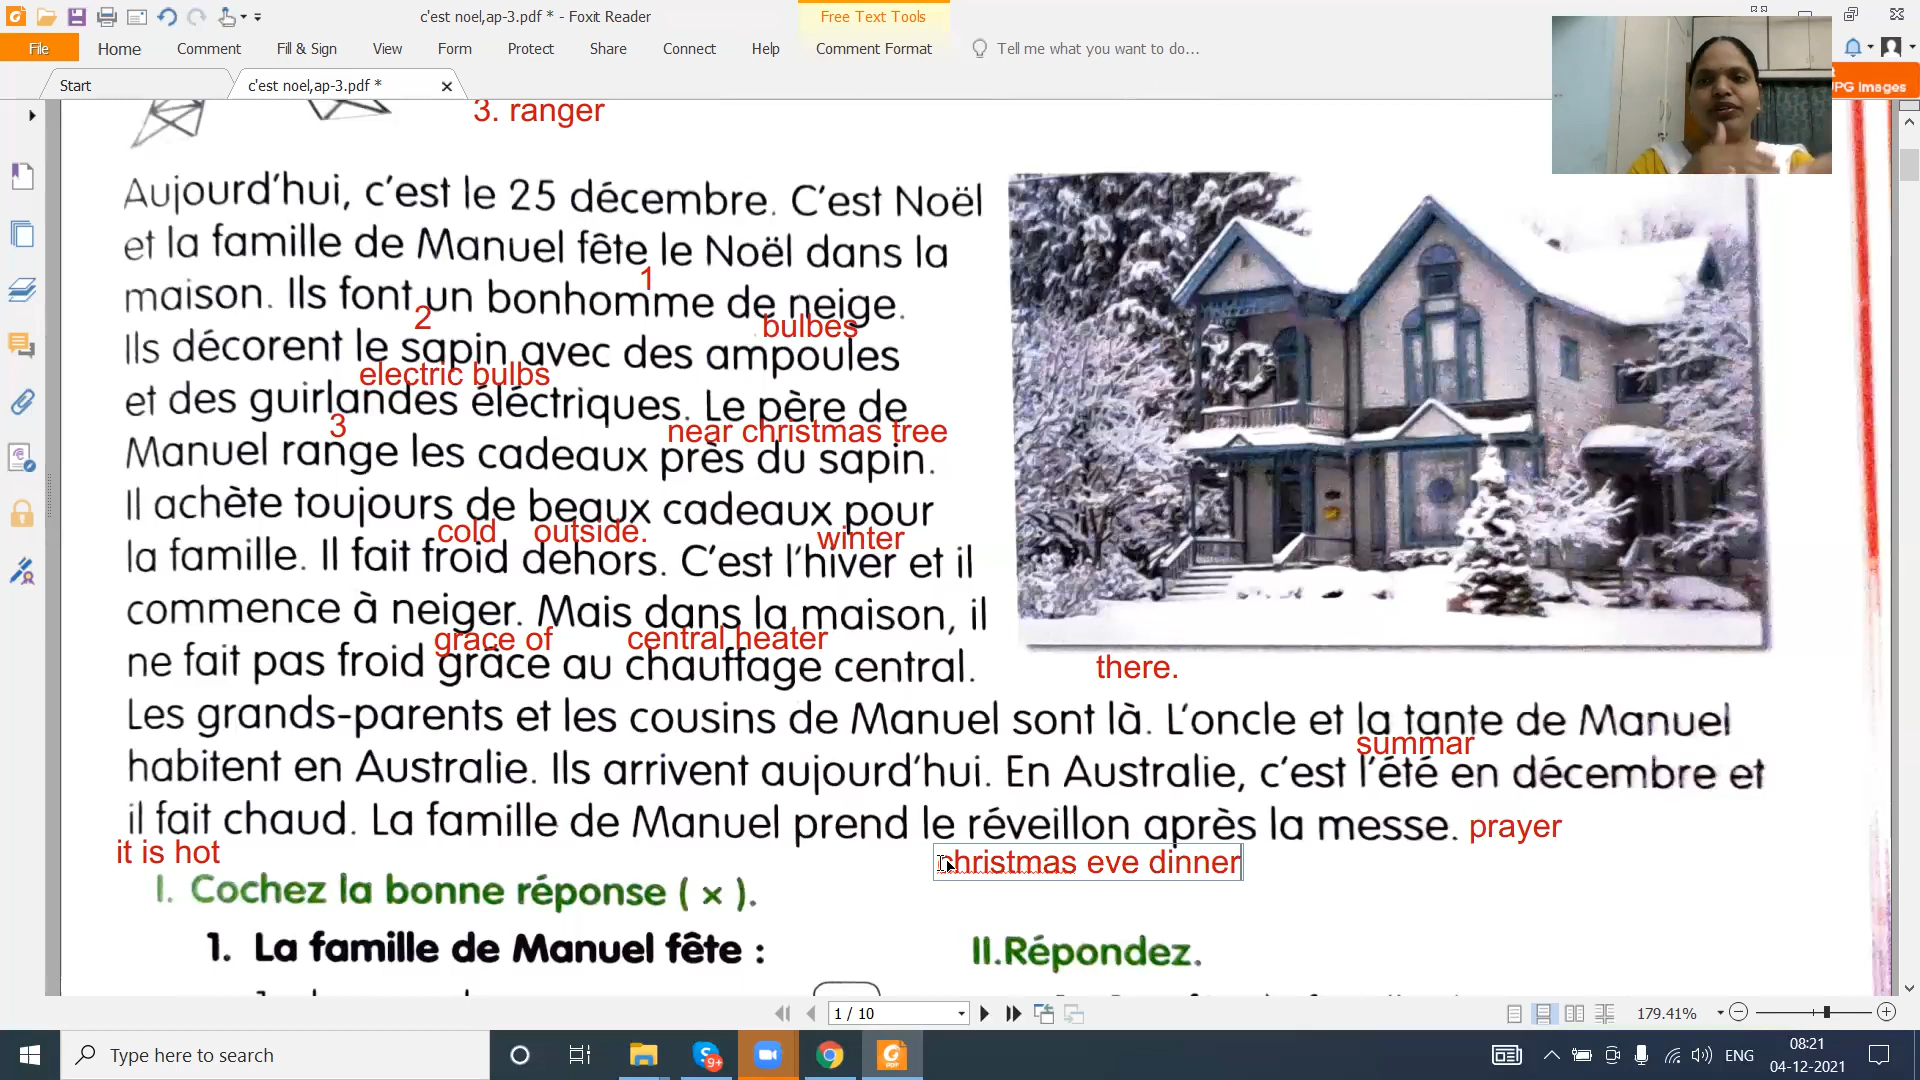 c'est noel,ap-3.pdf * - Foxit Reader
Free Text Tools
File Home Comment Fill & Sign View Form Protect Share Connect Help Comment Format Tell me what you want to do...
PG Images
Start c'est noel,ap-3.pdf *
3. ranger
Aujourd'hui, c'est le 25 décembre. C'est Noël
et la famille de Manuel fête le Noël dans la
1
maison. Ils font un bonhomme de neige.
2 bulbes
Ils décorent le sapin avec des ampoules
electric bulbs
et des guirlandes éléctriques. Le père de
3 near christmas tree
Manuel range les cadeaux près du sapin.
Il achète toujours de beaux cadeaux pour
cold outside. winter
la famille. Il fait froid dehors. C'est l'hiver et il
commence à neiger. Mais dans la maison, il
grace of central heater
ne fait pas froid grâce au chauffage central.
there.
Les grands-parents et les cousins de Manuel sont là. L'oncle et la tante de Manuel
summar
habitent en Australie. Ils arrivent aujourd'hui. En Australie, c'est l'été en décembre et
il fait chaud. La famille de Manuel prend le réveillon après la messe. prayer
it is hot christmas eve dinner
I. Cochez la bonne réponse ( × ).
1. La famille de Manuel fête :
II.Répondez.
1 / 10
179.41%
Type here to search
9+
ENG
08:21
04-12-2021